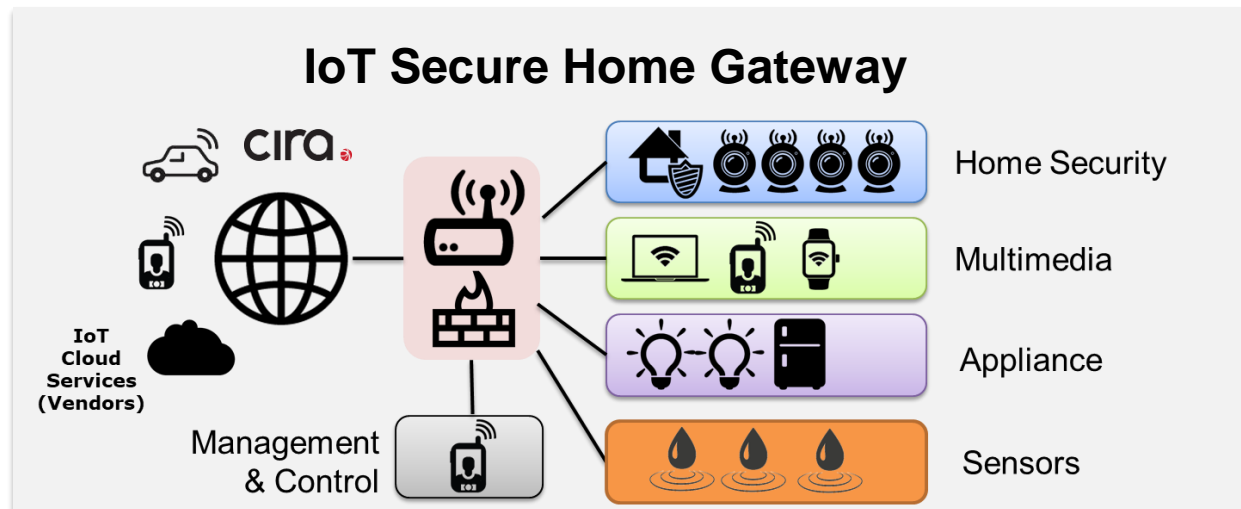 IoT Secure Home Gateway
cira
Home Security
Multimedia
IoT
Cloud
Services
(Vendors)
Appliance
Management
& Control
Sensors